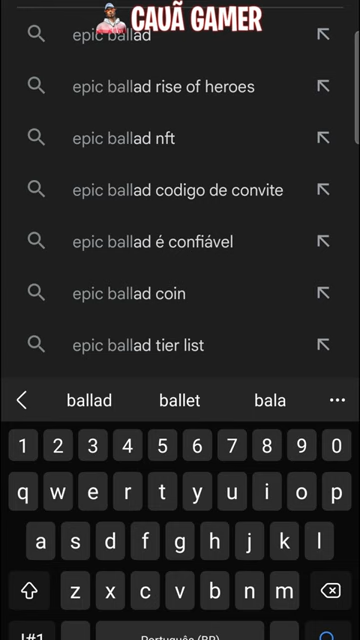 CAUÃ GAMER
epic ballad
epic ballad rise of heroes
epic ballad nft
epic ballad codigo de convite
epic ballad é confiável
epic ballad coin
epic ballad tier list
ballad ballet bala
1 2 3 4 5 6 7 8 9 0
q w e r t y u i o p
a s d f g h j k l
z x c v b n m
!#1 Português (BR)